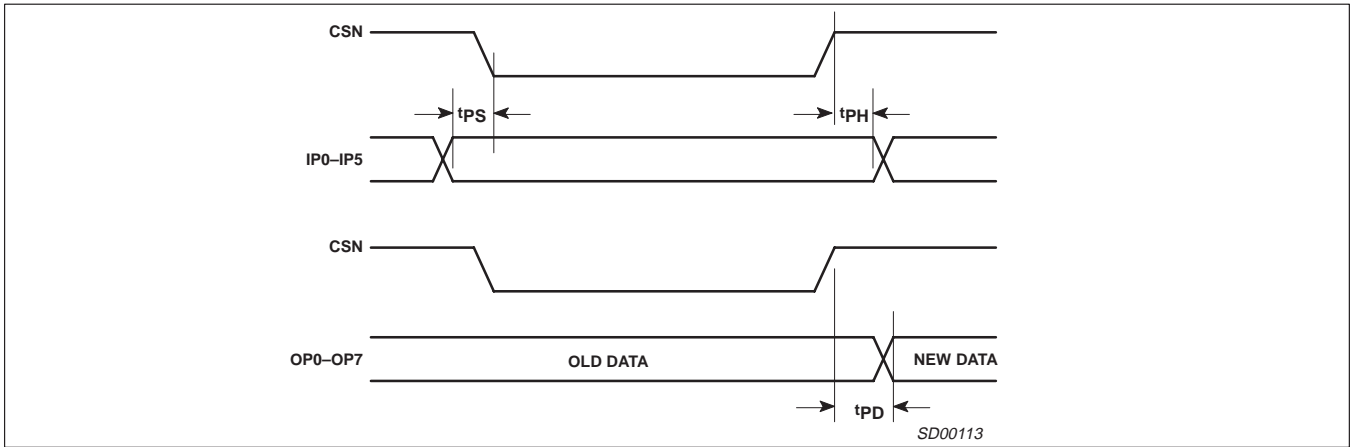 CSN
tPS
tPH
IP0–IP5
CSN
OP0–OP7
OLD DATA
NEW DATA
tPD
SD00113